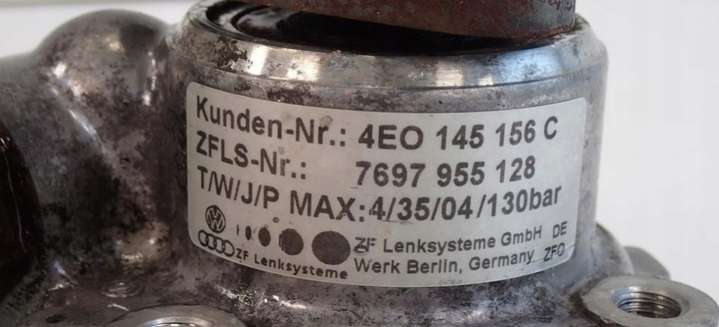 Kunden-Nr.: 4EO 145 156 C
ZFLS-Nr.: 7697 955 128
T/W/J/P MAX:4/35/04/130bar
ZF Lenksysteme GmbH DE
ZF Lenksysteme Werk Berlin, Germany ZFO